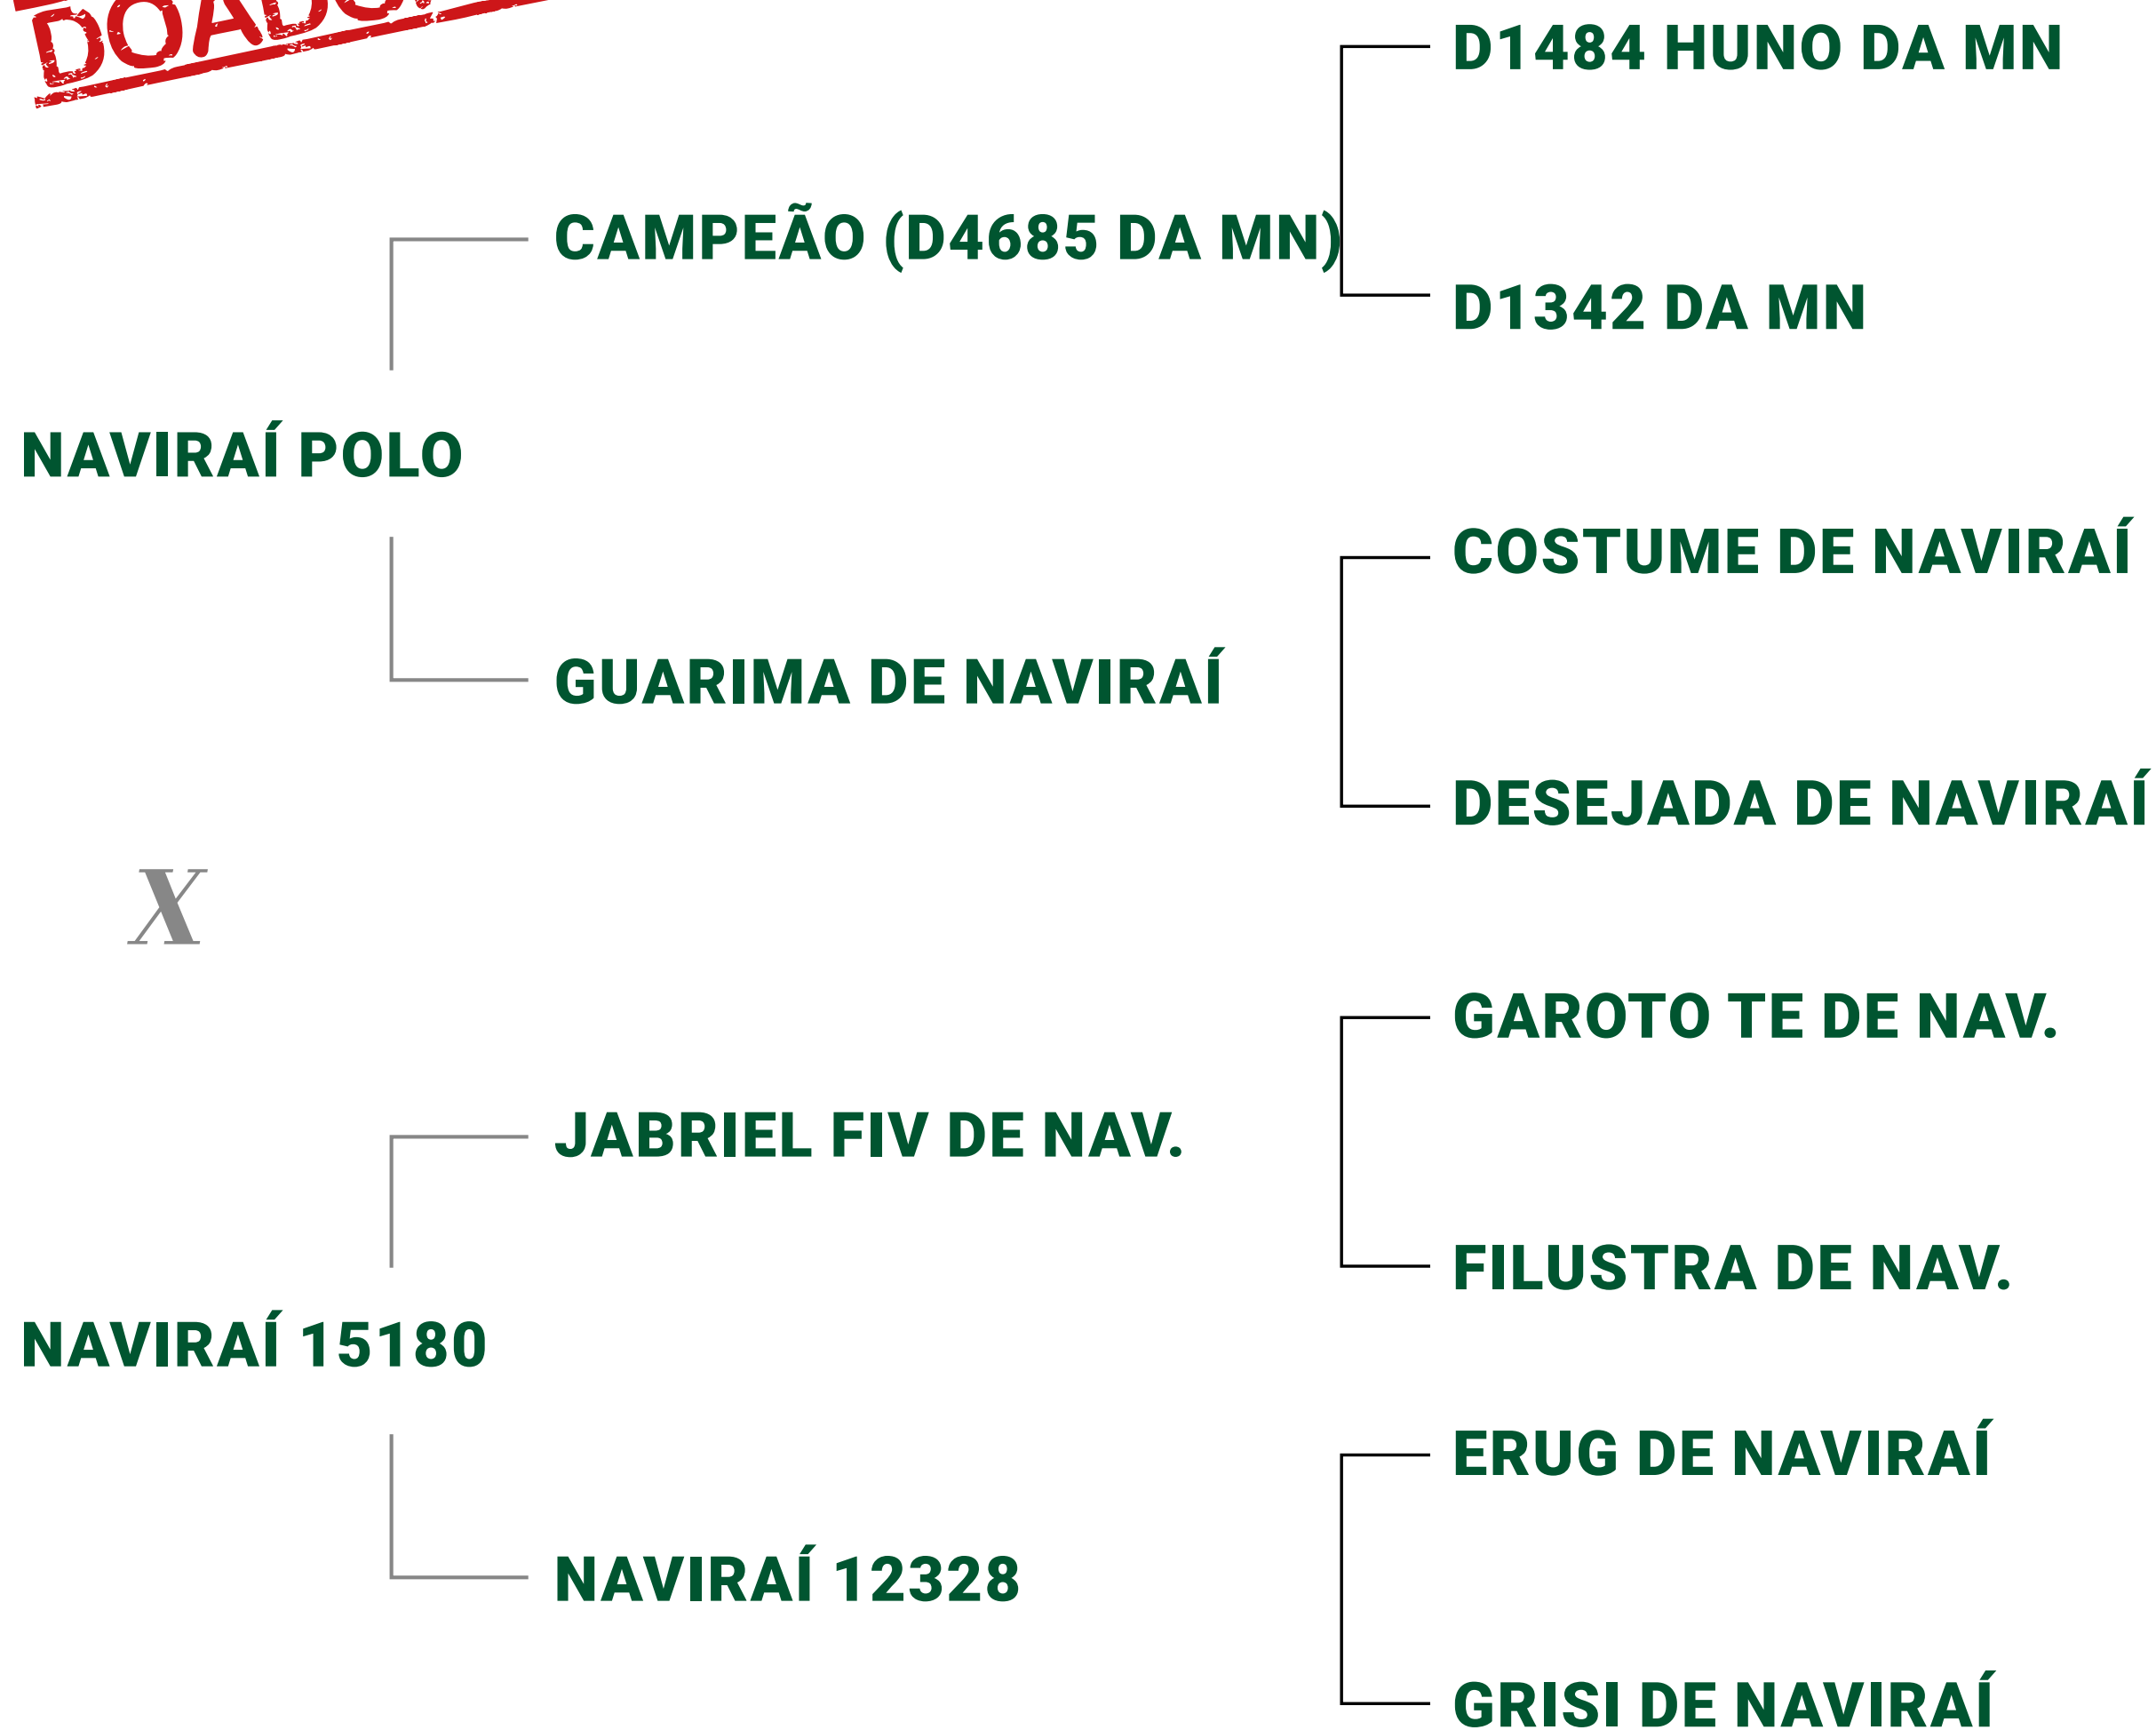 D1484 HUNO DA MN
CAMPEÃO (D4685 DA MN)
D1342 DA MN
NAVIRAÍ POLO
COSTUME DE NAVIRAÍ
GUARIMA DE NAVIRAÍ
DESEJADA DE NAVIRAÍ
X
GAROTO TE DE NAV.
JABRIEL FIV DE NAV.
FILUSTRA DE NAV.
NAVIRAÍ 15180
ERUG DE NAVIRAÍ
NAVIRAÍ 12328
GRISI DE NAVIRAÍ